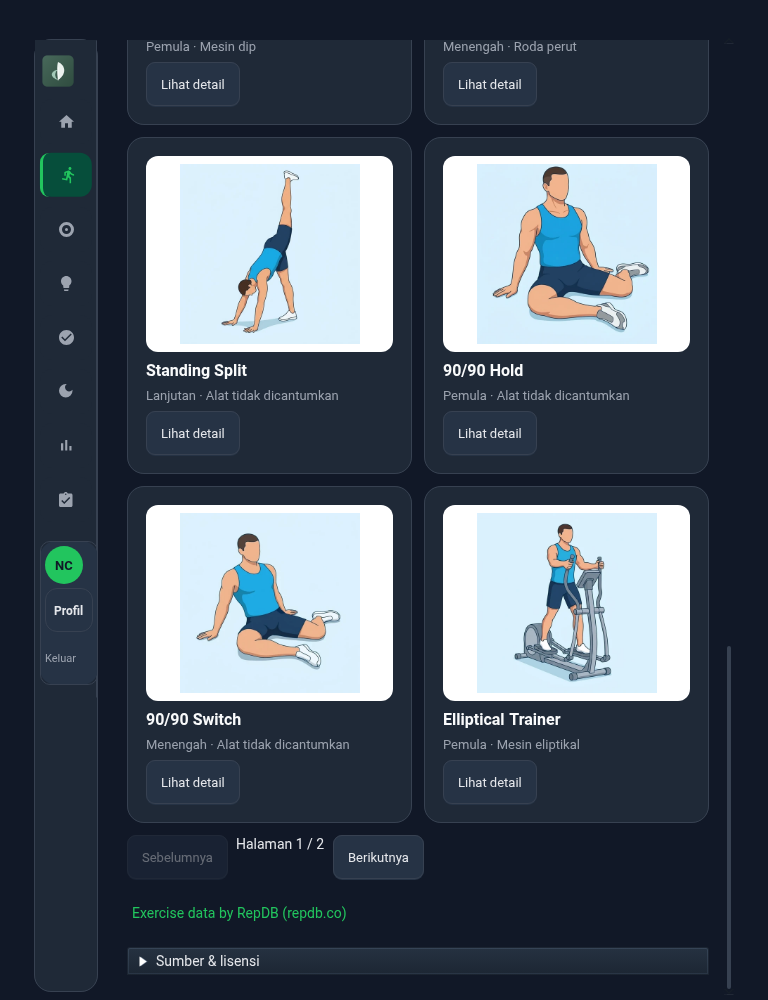 Pemula · Mesin dip
Menengah · Roda perut
Lihat detail
Lihat detail
Standing Split
Lanjutan · Alat tidak dicantumkan
Lihat detail
90/90 Hold
Pemula · Alat tidak dicantumkan
Lihat detail
90/90 Switch
Menengah · Alat tidak dicantumkan
Lihat detail
Elliptical Trainer
Pemula · Mesin eliptikal
Lihat detail
NC
Profil
Keluar
Sebelumnya
Halaman 1 / 2
Berikutnya
Exercise data by RepDB (repdb.co)
Sumber & lisensi